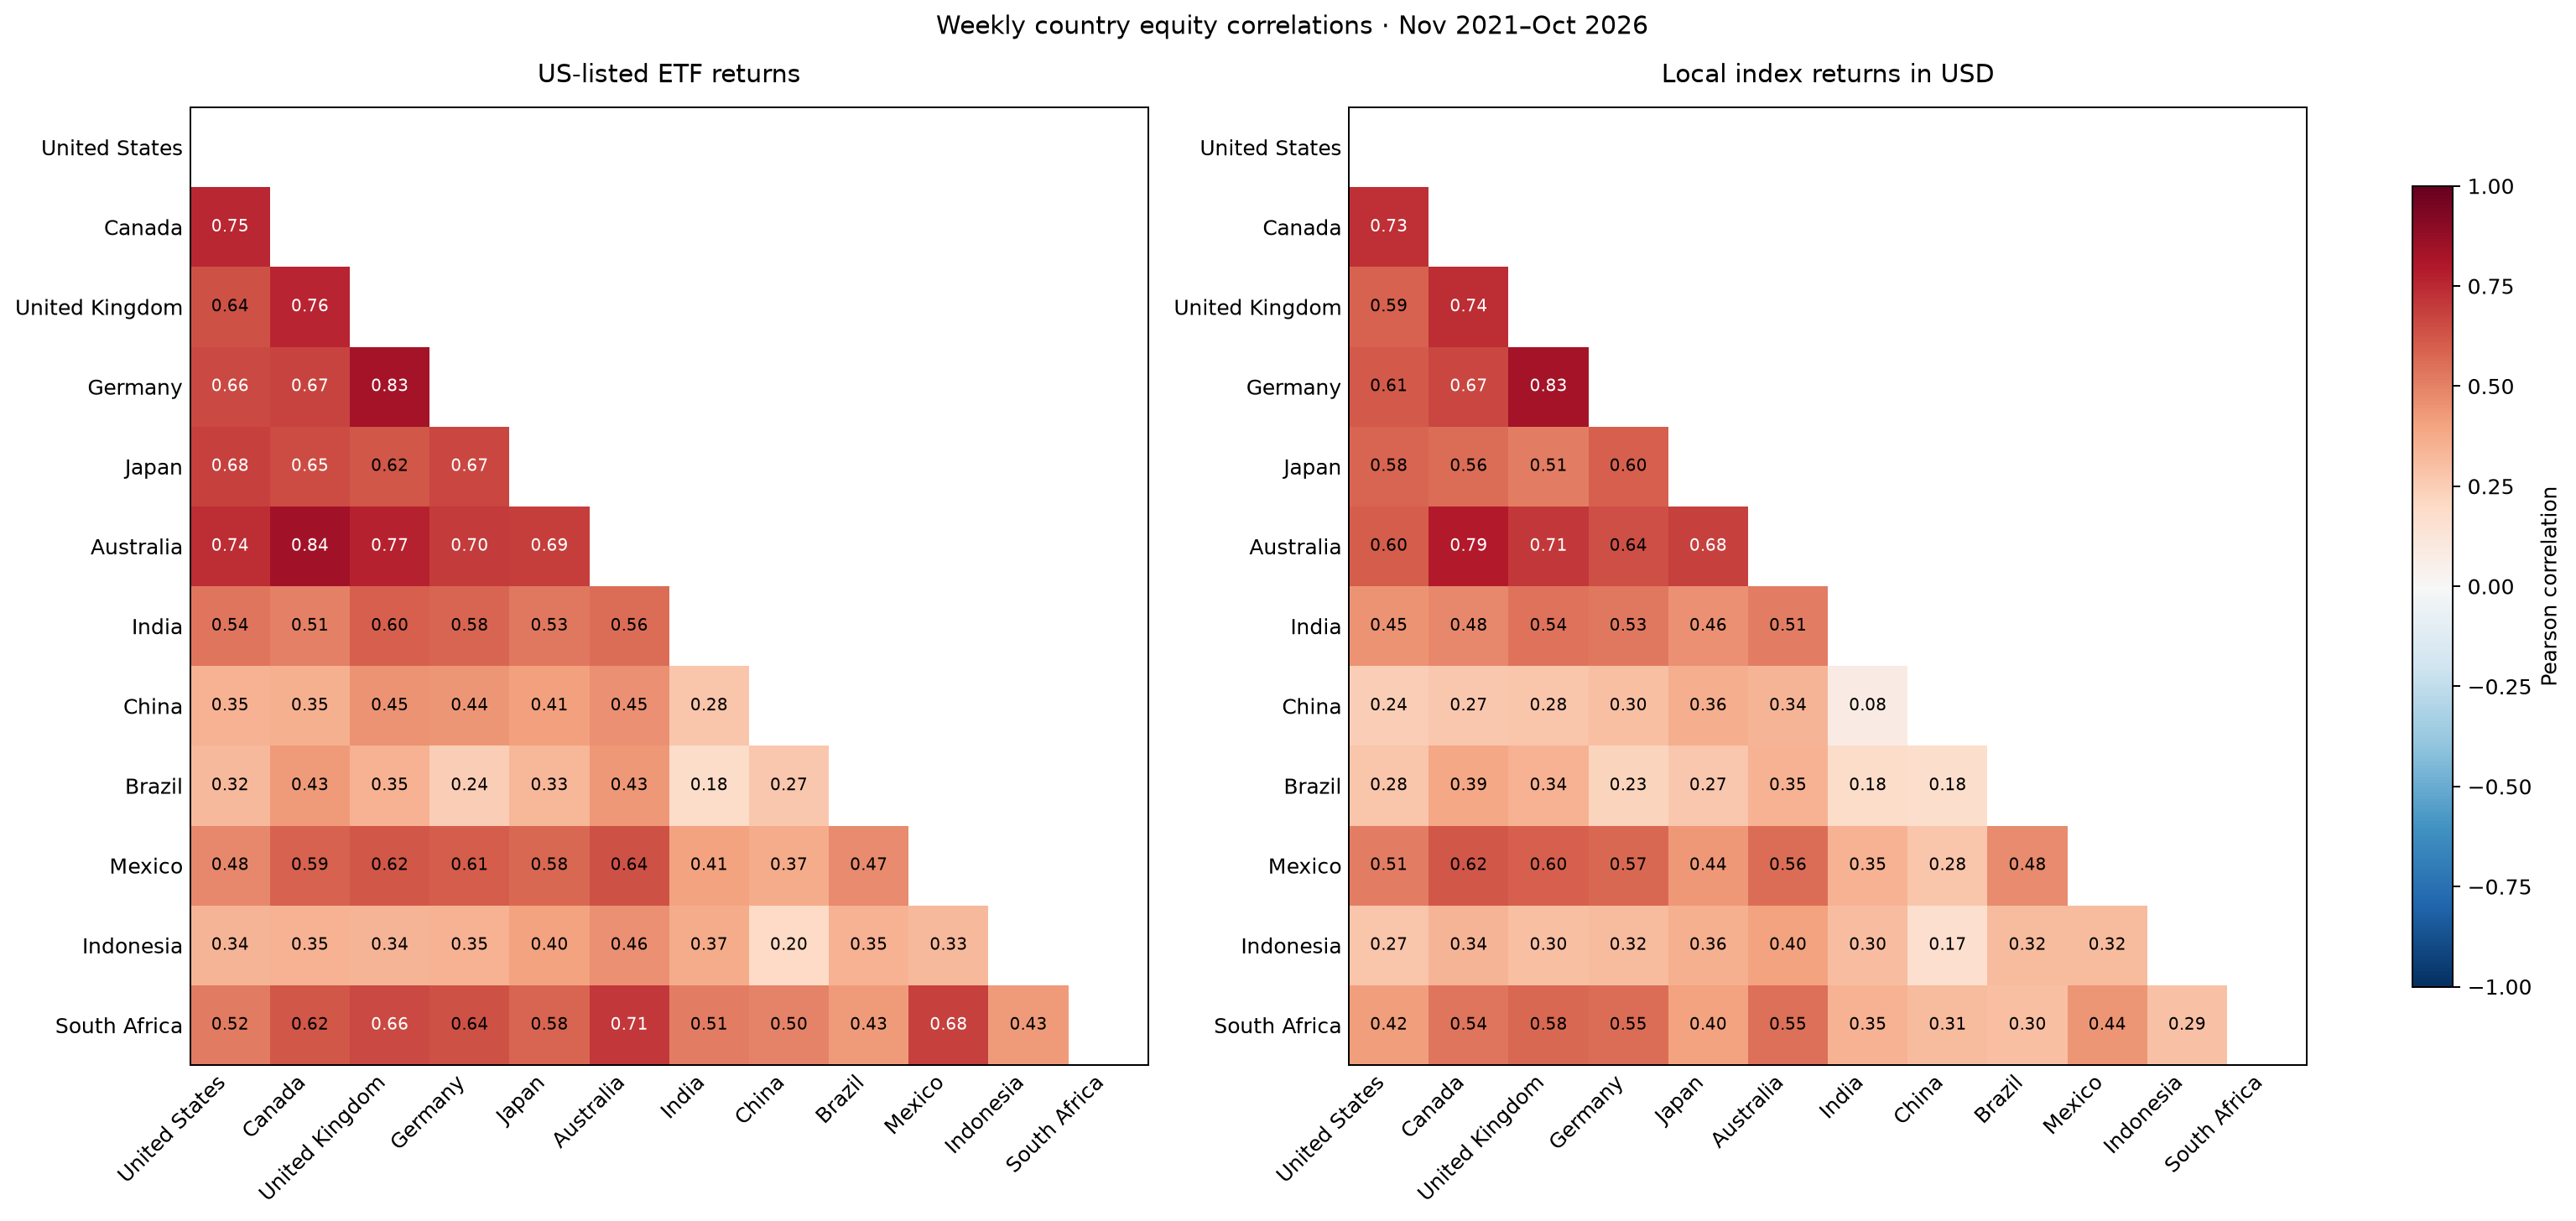 Weekly country equity correlations · Nov 2021–Oct 2026
US-listed ETF returns
United States
Canada 0.75
United Kingdom 0.64 0.76
Germany 0.66 0.67 0.83
Japan 0.68 0.65 0.62 0.67
Australia 0.74 0.84 0.77 0.70 0.69
India 0.54 0.51 0.60 0.58 0.53 0.56
China 0.35 0.35 0.45 0.44 0.41 0.45 0.28
Brazil 0.32 0.43 0.35 0.24 0.33 0.43 0.18 0.27
Mexico 0.48 0.59 0.62 0.61 0.58 0.64 0.41 0.37 0.47
Indonesia 0.34 0.35 0.34 0.35 0.40 0.46 0.37 0.20 0.35 0.33
South Africa 0.52 0.62 0.66 0.64 0.58 0.71 0.51 0.50 0.43 0.68 0.43
United States Canada United Kingdom Germany Japan Australia India China Brazil Mexico Indonesia South Africa
Local index returns in USD
United States
Canada 0.73
United Kingdom 0.59 0.74
Germany 0.61 0.67 0.83
Japan 0.58 0.56 0.51 0.60
Australia 0.60 0.79 0.71 0.64 0.68
India 0.45 0.48 0.54 0.53 0.46 0.51
China 0.24 0.27 0.28 0.30 0.36 0.34 0.08
Brazil 0.28 0.39 0.34 0.23 0.27 0.35 0.18 0.18
Mexico 0.51 0.62 0.60 0.57 0.44 0.56 0.35 0.28 0.48
Indonesia 0.27 0.34 0.30 0.32 0.36 0.40 0.30 0.17 0.32 0.32
South Africa 0.42 0.54 0.58 0.55 0.40 0.55 0.35 0.31 0.30 0.44 0.29
United States Canada United Kingdom Germany Japan Australia India China Brazil Mexico Indonesia South Africa
1.00
0.75
0.50
0.25
0.00
−0.25
−0.50
−0.75
−1.00
Pearson correlation